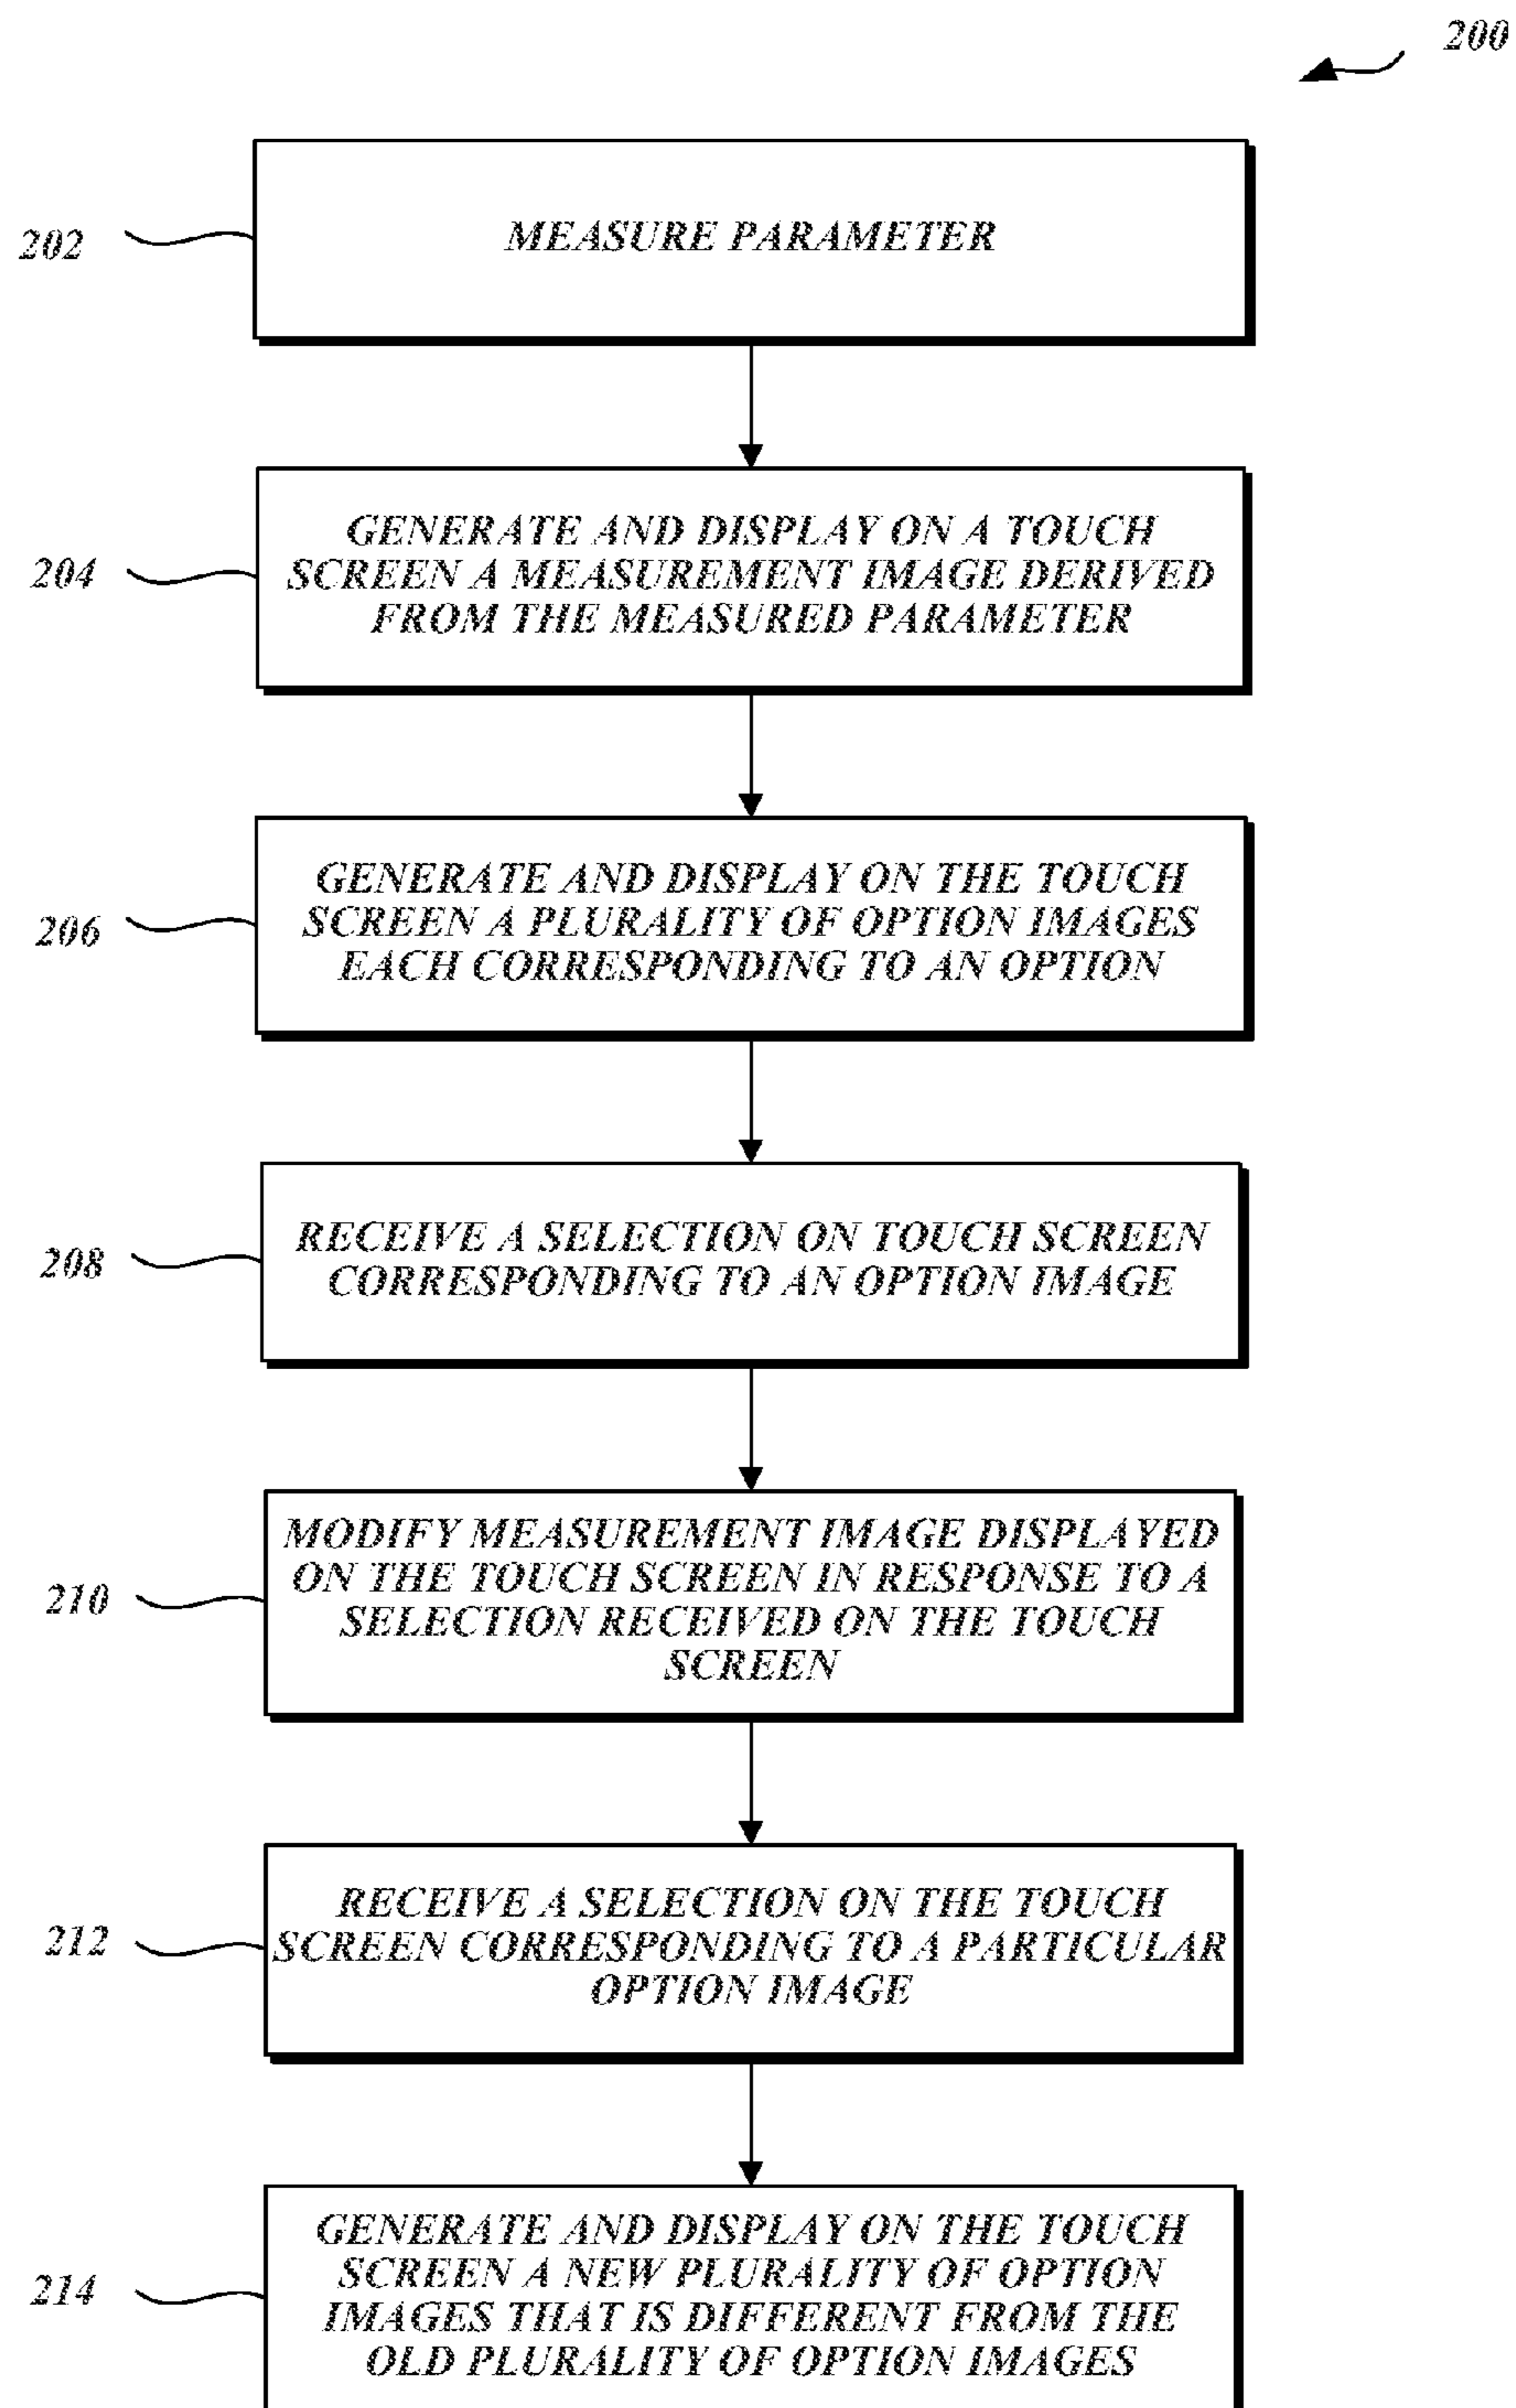 200
202
MEASURE PARAMETER
204
GENERATE AND DISPLAY ON A TOUCH
SCREEN A MEASUREMENT IMAGE DERIVED
FROM THE MEASURED PARAMETER
206
GENERATE AND DISPLAY ON THE TOUCH
SCREEN A PLURALITY OF OPTION IMAGES
EACH CORRESPONDING TO AN OPTION
208
RECEIVE A SELECTION ON TOUCH SCREEN
CORRESPONDING TO AN OPTION IMAGE
210
MODIFY MEASUREMENT IMAGE DISPLAYED
ON THE TOUCH SCREEN IN RESPONSE TO A
SELECTION RECEIVED ON THE TOUCH
SCREEN
212
RECEIVE A SELECTION ON THE TOUCH
SCREEN CORRESPONDING TO A PARTICULAR
OPTION IMAGE
214
GENERATE AND DISPLAY ON THE TOUCH
SCREEN A NEW PLURALITY OF OPTION
IMAGES THAT IS DIFFERENT FROM THE
OLD PLURALITY OF OPTION IMAGES